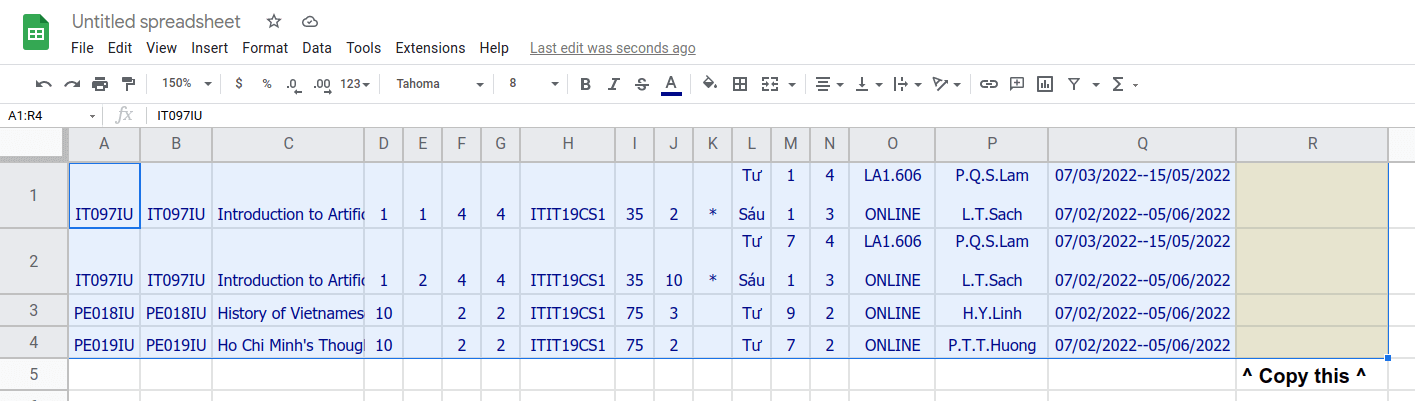 Untitled spreadsheet
File Edit View Insert Format Data Tools Extensions Help Last edit was seconds ago
150% $ % .0 .00 123 Tahoma 8 B I S A
A1:R4 fx IT097IU
A B C D E F G H I J K L M N O P Q R
Tư 1 4 LA1.606 P.Q.S.Lam 07/03/2022--15/05/2022
1 IT097IU IT097IU Introduction to Artific 1 1 4 4 ITIT19CS1 35 2 * Sáu 1 3 ONLINE L.T.Sach 07/02/2022--05/06/2022
Tư 7 4 LA1.606 P.Q.S.Lam 07/03/2022--15/05/2022
2 IT097IU IT097IU Introduction to Artific 1 2 4 4 ITIT19CS1 35 10 * Sáu 1 3 ONLINE L.T.Sach 07/02/2022--05/06/2022
3 PE018IU PE018IU History of Vietnames 10 2 2 ITIT19CS1 75 3 Tư 9 2 ONLINE H.Y.Linh 07/02/2022--05/06/2022
4 PE019IU PE019IU Ho Chi Minh's Though 10 2 2 ITIT19CS1 75 2 Tư 7 2 ONLINE P.T.T.Huong 07/02/2022--05/06/2022
5 ^ Copy this ^